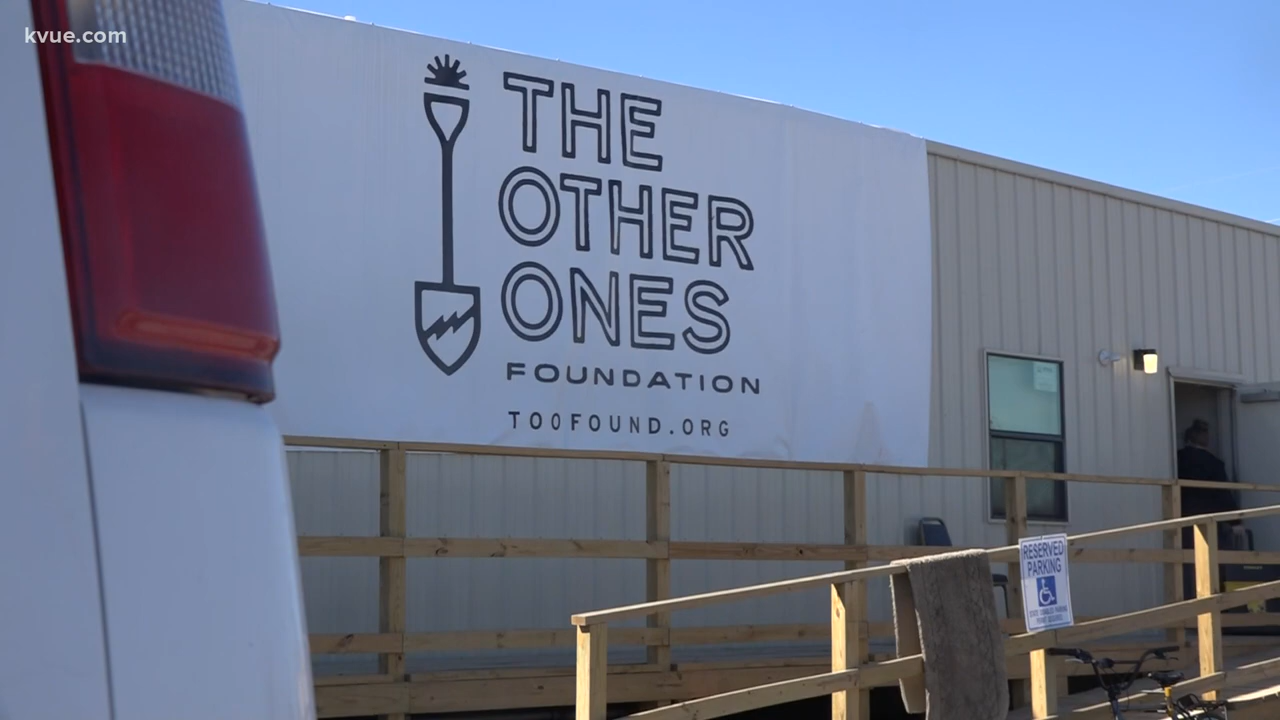 kvue.com
THE
OTHER
ONES
FOUNDATION
TOOFOUND.ORG
RESERVED
PARKING